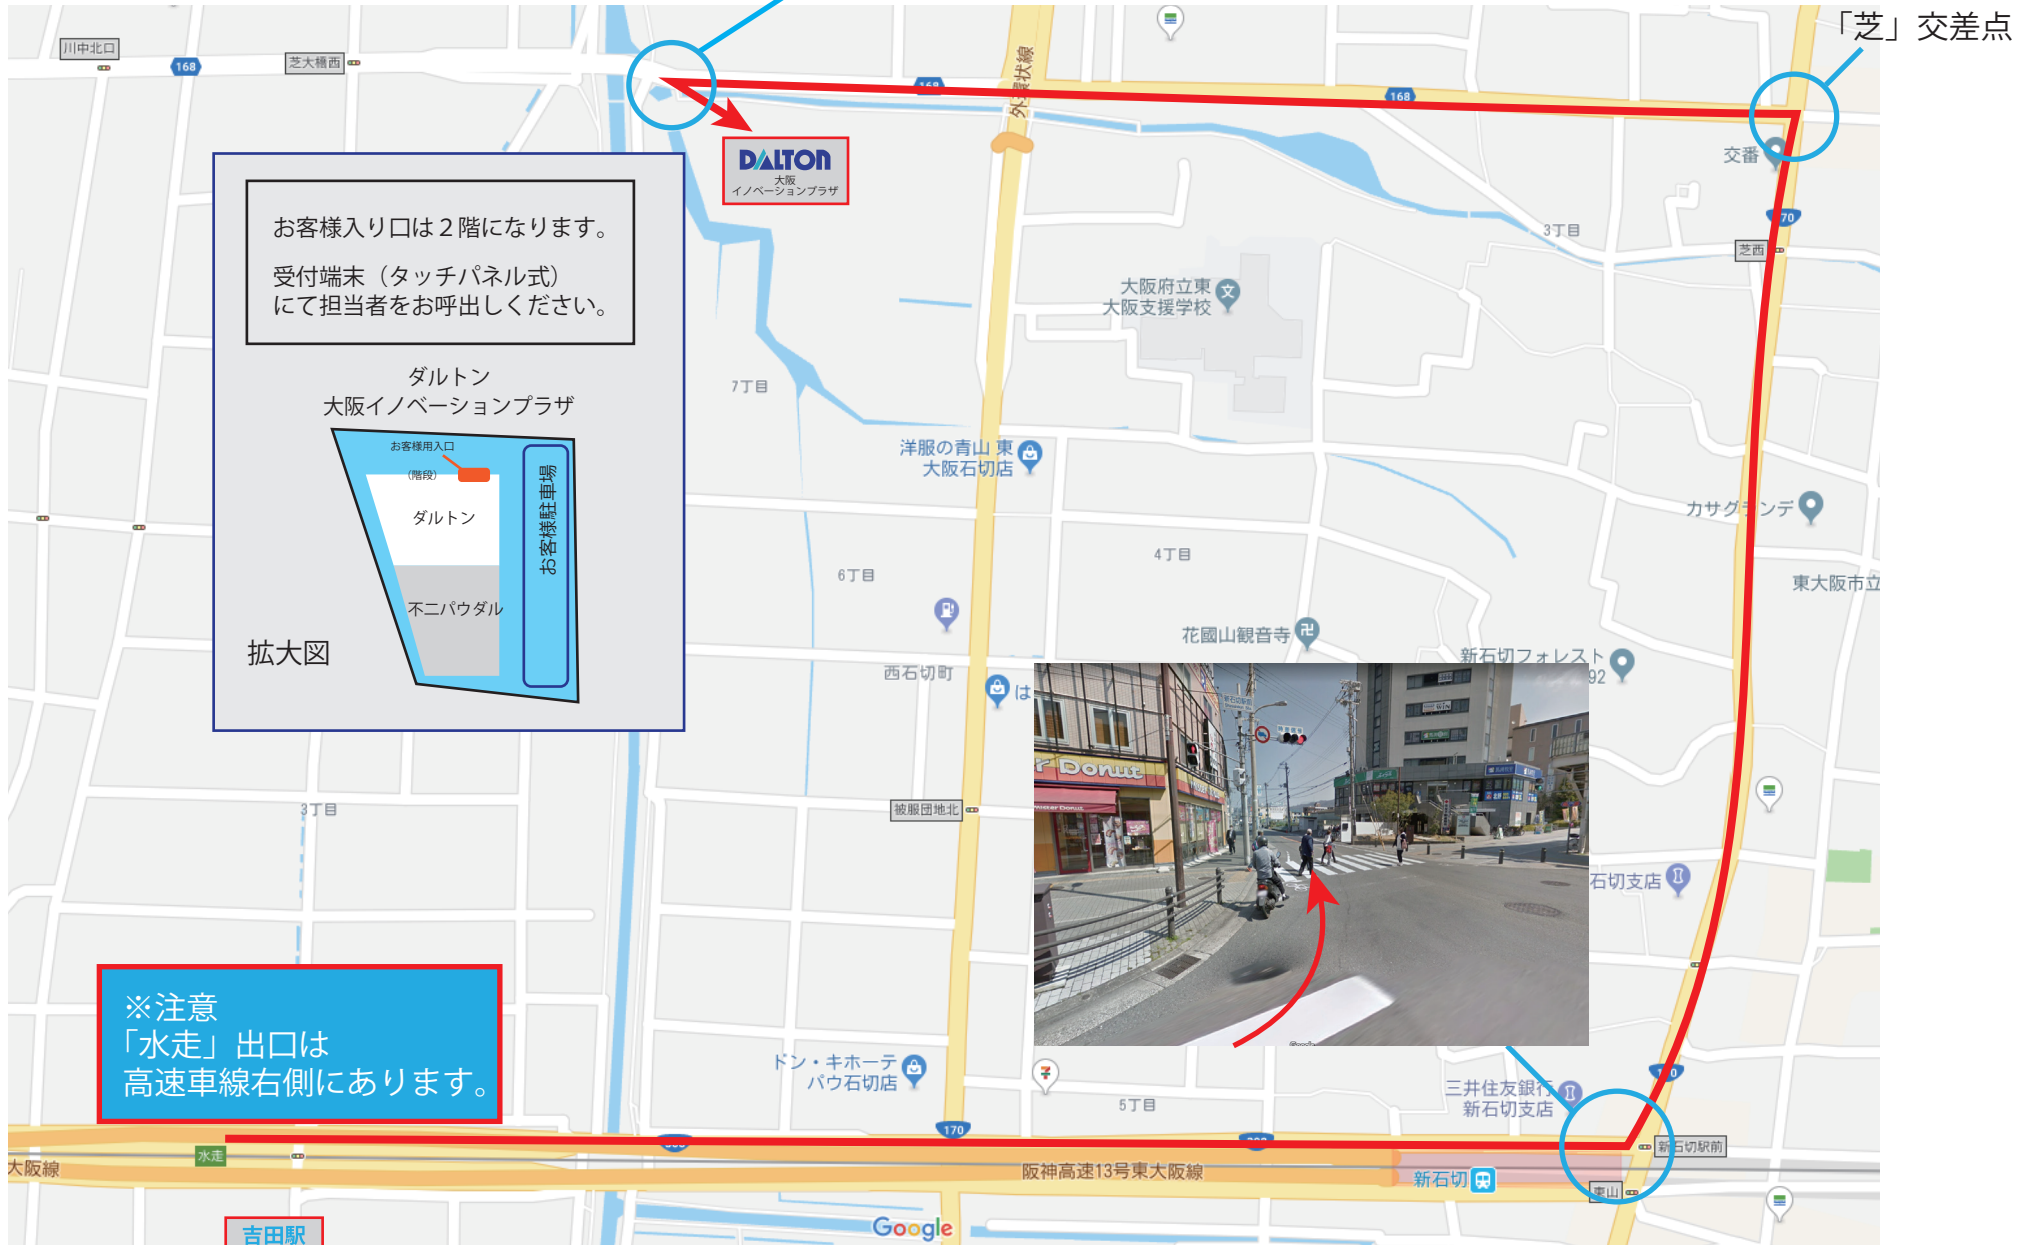 「芝」交差点
川中北口
168
芝大橋西
168
外環状線
168
DALTON
大阪
イノベーションプラザ
交番
170
芝西
3丁目
お客様入り口は2階になります。
受付端末（タッチパネル式）
にて担当者をお呼出しください。
大阪府立東
大阪支援学校
文
ダルトン
大阪イノベーションプラザ
7丁目
お客様用入口
（階段）
ダルトン
不二パウダル
お客様駐車場
拡大図
洋服の青山 東
大阪石切店
カサグランデ
4丁目
6丁目
東大阪市立
花國山観音寺
卍
新石切フォレスト
92
西石切町
は
3丁目
被服団地北
r Donut
Mister Donut
石切支店
※注意
「水走」出口は
高速車線右側にあります。
ドン・キホーテ
パウ石切店
7
5丁目
三井住友銀行
新石切支店
170
水走
新石切駅前
大阪線
阪神高速13号東大阪線
新石切
東山
吉田駅
Google